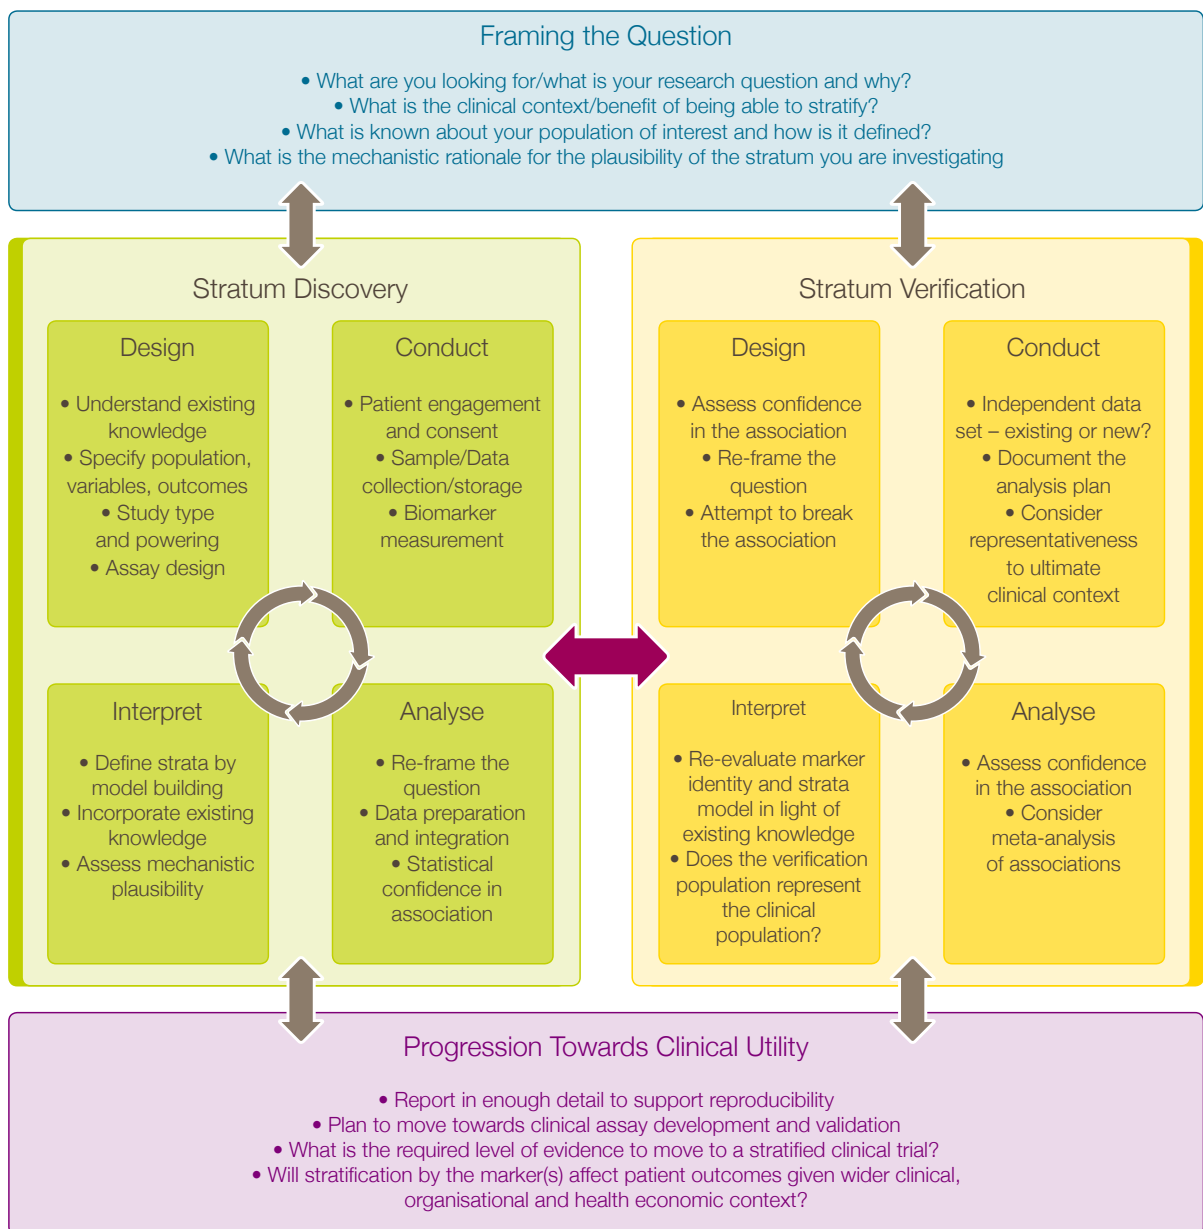 Framing the Question
• What are you looking for/what is your research question and why?
• What is the clinical context/benefit of being able to stratify?
• What is known about your population of interest and how is it defined?
• What is the mechanistic rationale for the plausibility of the stratum you are investigating
Stratum Discovery
Design
• Understand existing
knowledge
• Specify population,
variables, outcomes
• Study type
and powering
• Assay design
Conduct
• Patient engagement
and consent
• Sample/Data
collection/storage
• Biomarker
measurement
Interpret
• Define strata by
model building
• Incorporate existing
knowledge
• Assess mechanistic
plausibility
Analyse
• Re-frame the
question
• Data preparation
and integration
• Statistical
confidence in
association
Stratum Verification
Design
• Assess confidence
in the association
• Re-frame the
question
• Attempt to break
the association
Conduct
• Independent data
set – existing or new?
• Document the
analysis plan
• Consider
representativeness
to ultimate
clinical context
Interpret
• Re-evaluate marker
identity and strata
model in light of
existing knowledge
• Does the verification
population represent
the clinical
population?
Analyse
• Assess confidence
in the association
• Consider
meta-analysis
of associations
Progression Towards Clinical Utility
• Report in enough detail to support reproducibility
• Plan to move towards clinical assay development and validation
• What is the required level of evidence to move to a stratified clinical trial?
• Will stratification by the marker(s) affect patient outcomes given wider clinical,
organisational and health economic context?